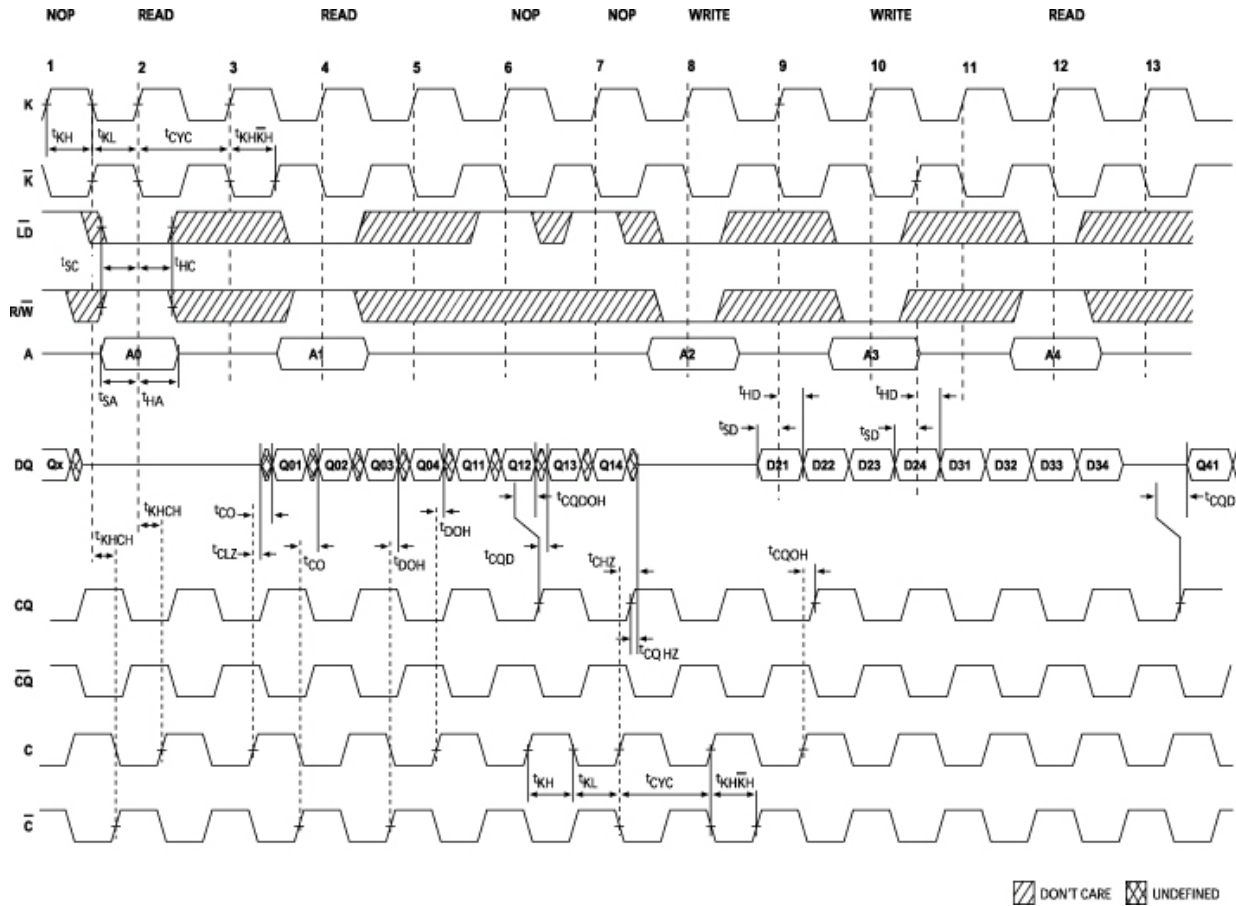 NOP READ READ NOP NOP WRITE WRITE READ
1 2 3 4 5 6 7 8 9 10 11 12 13
K
tKH tKL tCYC tKHK̅H
K̅
L̅D̅
tSC tHC
R/W̅
A A0 A1 A2 A3 A4
tSA tHA tHD tHD
tSD tSD
DQ Qx Q01 Q02 Q03 Q04 Q11 Q12 Q13 Q14 D21 D22 D23 D24 D31 D32 D33 D34 Q41
tKHCH tCO tCQDOH tCQD
tDOH
tKHCH tCLZ tCO tDOH tCQD tCHZ tCQOH
CQ
tCQHZ
C̅Q̅
C
tKH tKL tCYC tKHK̅H
C̅
DON'T CARE UNDEFINED